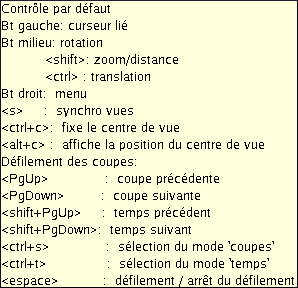 Contrôle par défaut
Bt gauche: curseur lié
Bt milieu: rotation
<shift>: zoom/distance
<ctrl> : translation
Bt droit:  menu
<s>     :  synchro vues
<ctrl+c>:  fixe le centre de vue
<alt+c> :  affiche la position du centre de vue
Défilement des coupes:
<PgUp>            :  coupe précédente
<PgDown>        :  coupe suivante
<shift+PgUp>    :  temps précédent
<shift+PgDown>:  temps suivant
<ctrl+s>            :  sélection du mode 'coupes'
<ctrl+t>            :  sélection du mode 'temps'
<espace>          :  défilement / arrêt du défilement